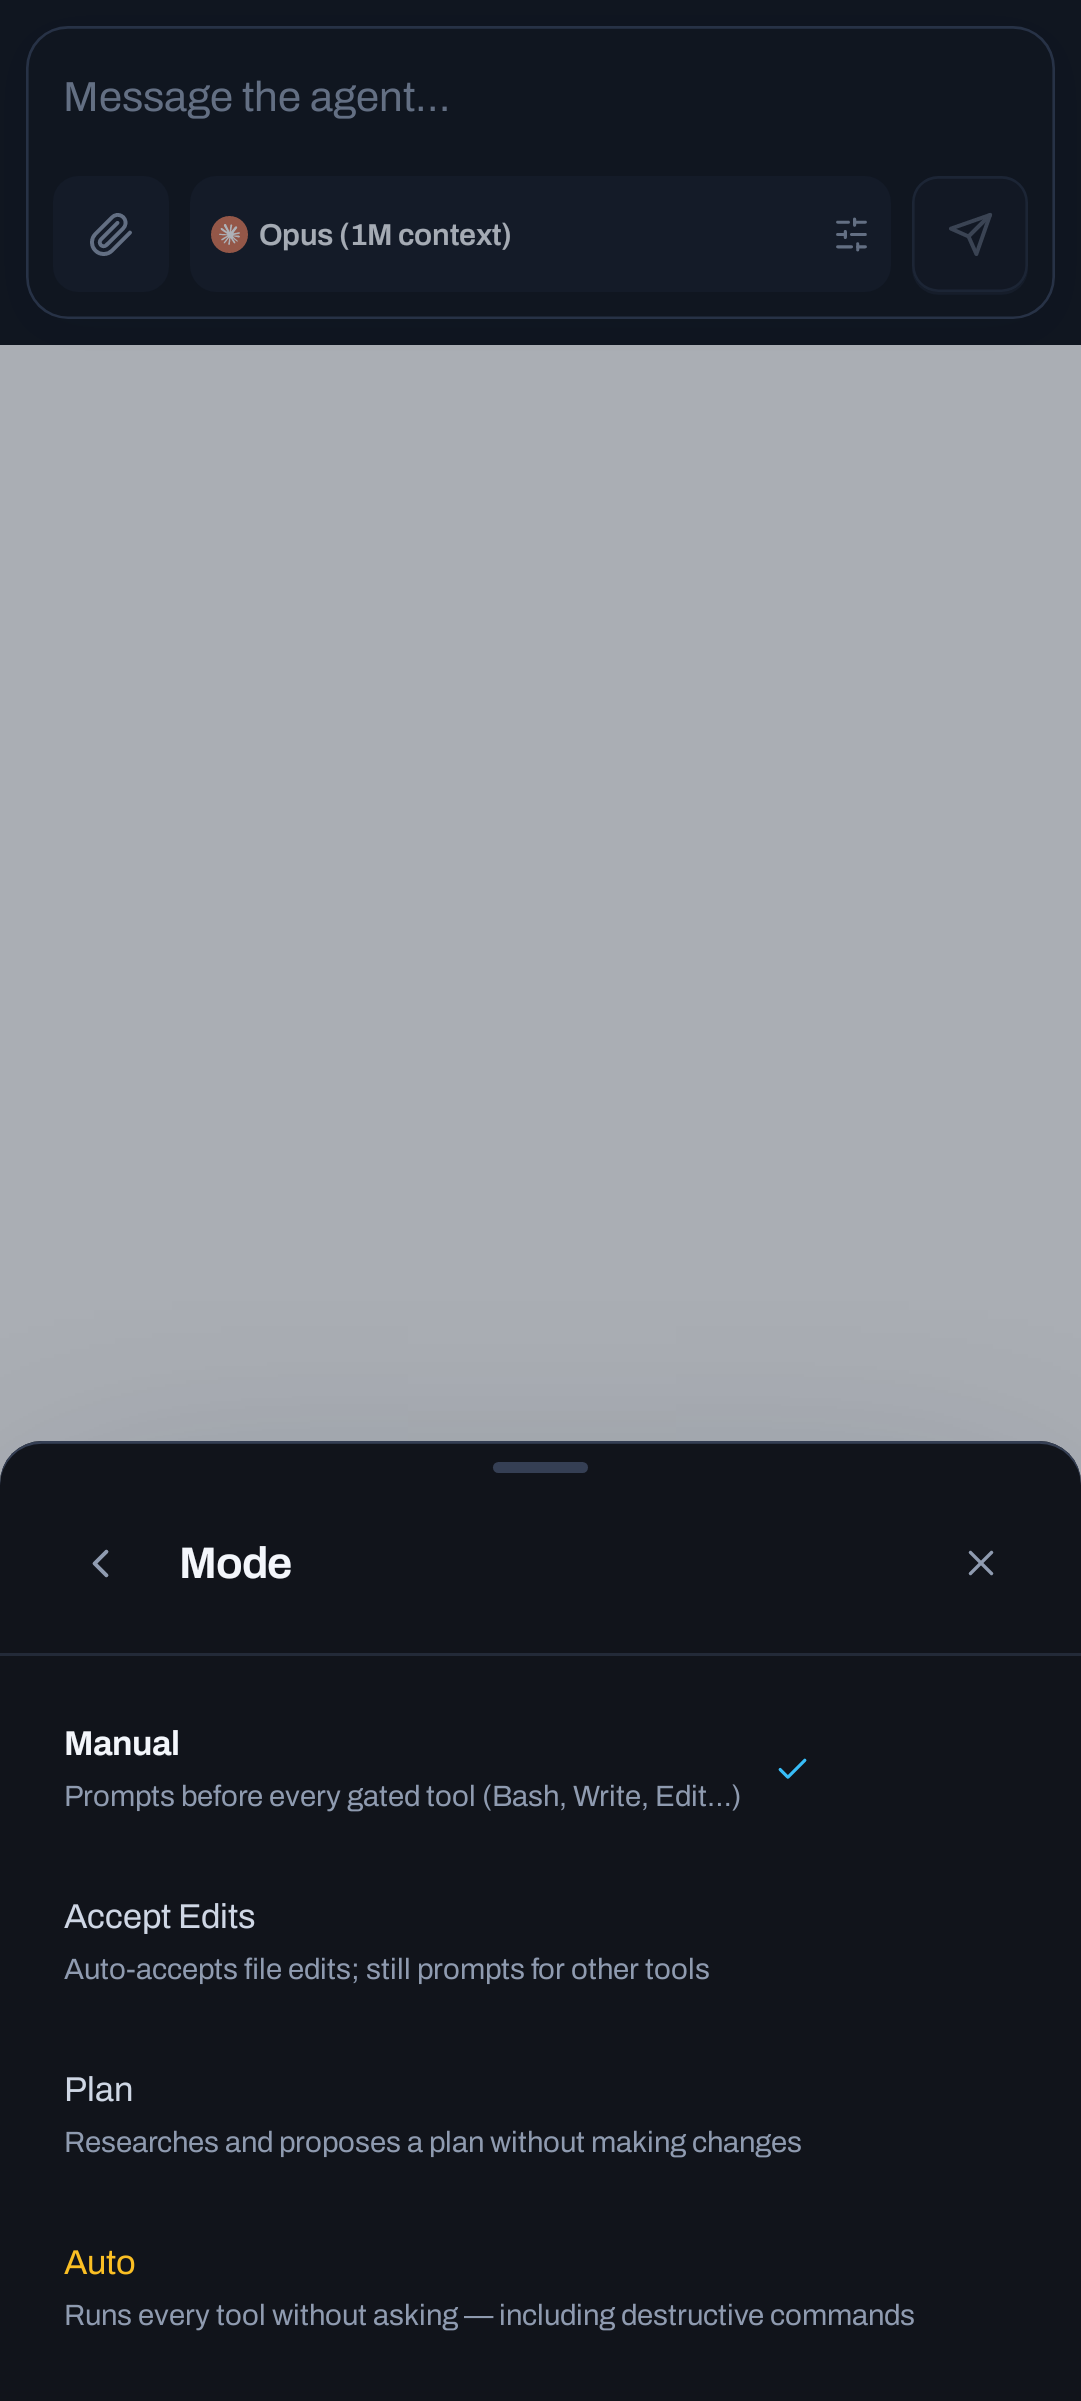 Message the agent...
Opus (1M context)
Mode
Manual
Prompts before every gated tool (Bash, Write, Edit...)
Accept Edits
Auto-accepts file edits; still prompts for other tools
Plan
Researches and proposes a plan without making changes
Auto
Runs every tool without asking — including destructive commands